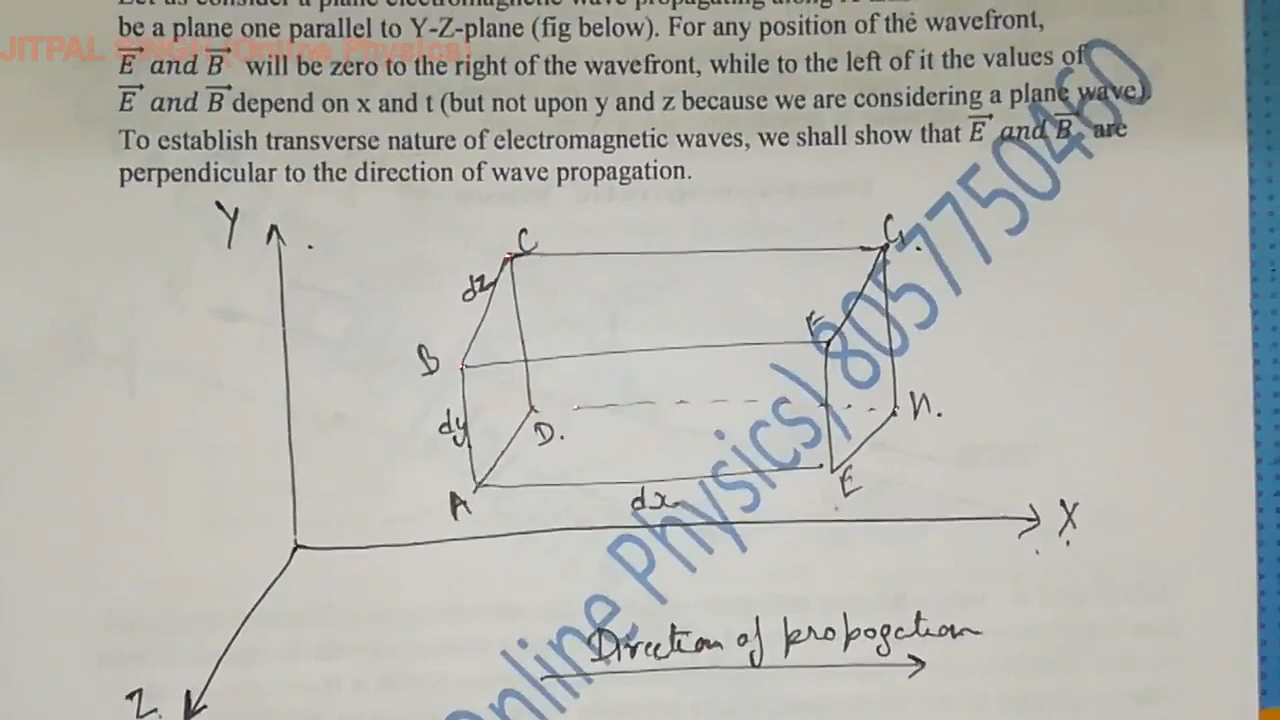 be a plane one parallel to Y-Z-plane (fig below). For any position of the wavefront,
E and B will be zero to the right of the wavefront, while to the left of it the values of
E and B depend on x and t (but not upon y and z because we are considering a plane wave)
To establish transverse nature of electromagnetic waves, we shall show that E and B are
perpendicular to the direction of wave propagation.
JITPAL SINGH (Online Physics)
Online Physics) 8057750460
Y
C
G
dz
F
B
dy
D.
H.
A
dx
E
X
Direction of propogation
Z